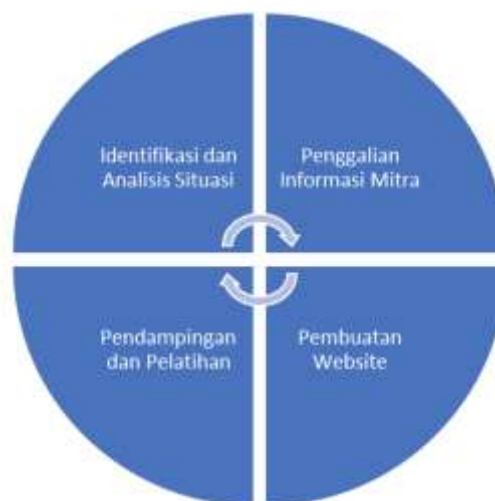 Identifikasi dan
Analisis Situasi
Penggalian
Informasi Mitra
Pendampingan
dan Pelatihan
Pembuatan
Website